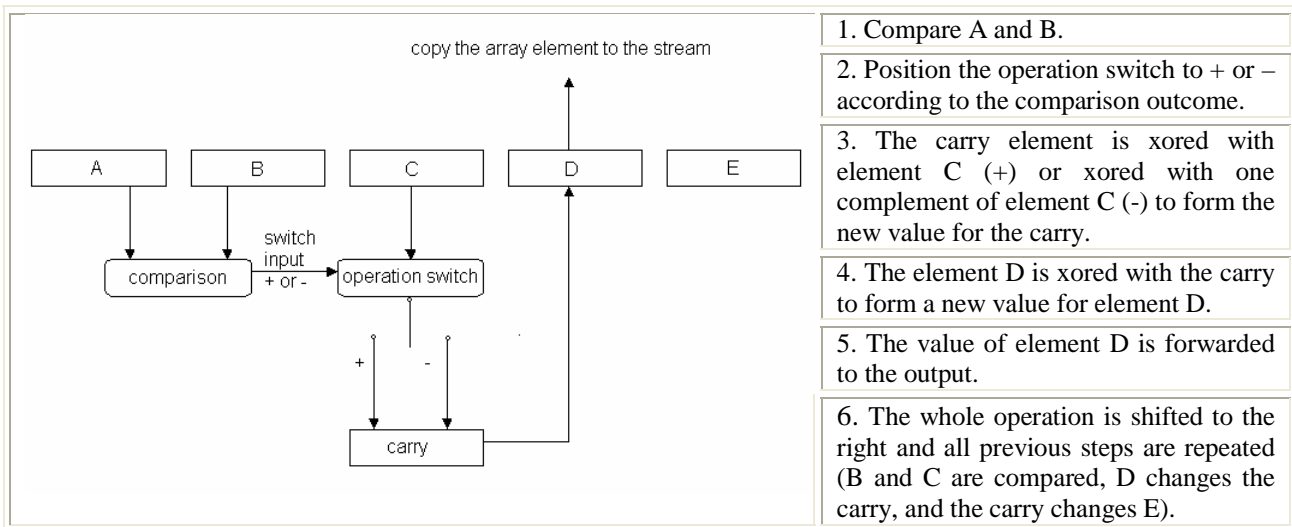 copy the array element to the stream
A
B
C
D
E
switch
input
+ or -
comparison
operation switch
+
-
carry
1. Compare A and B.
2. Position the operation switch to + or –
according to the comparison outcome.
3. The carry element is xored with
element C (+) or xored with one
complement of element C (-) to form the
new value for the carry.
4. The element D is xored with the carry
to form a new value for element D.
5. The value of element D is forwarded
to the output.
6. The whole operation is shifted to the
right and all previous steps are repeated
(B and C are compared, D changes the
carry, and the carry changes E).